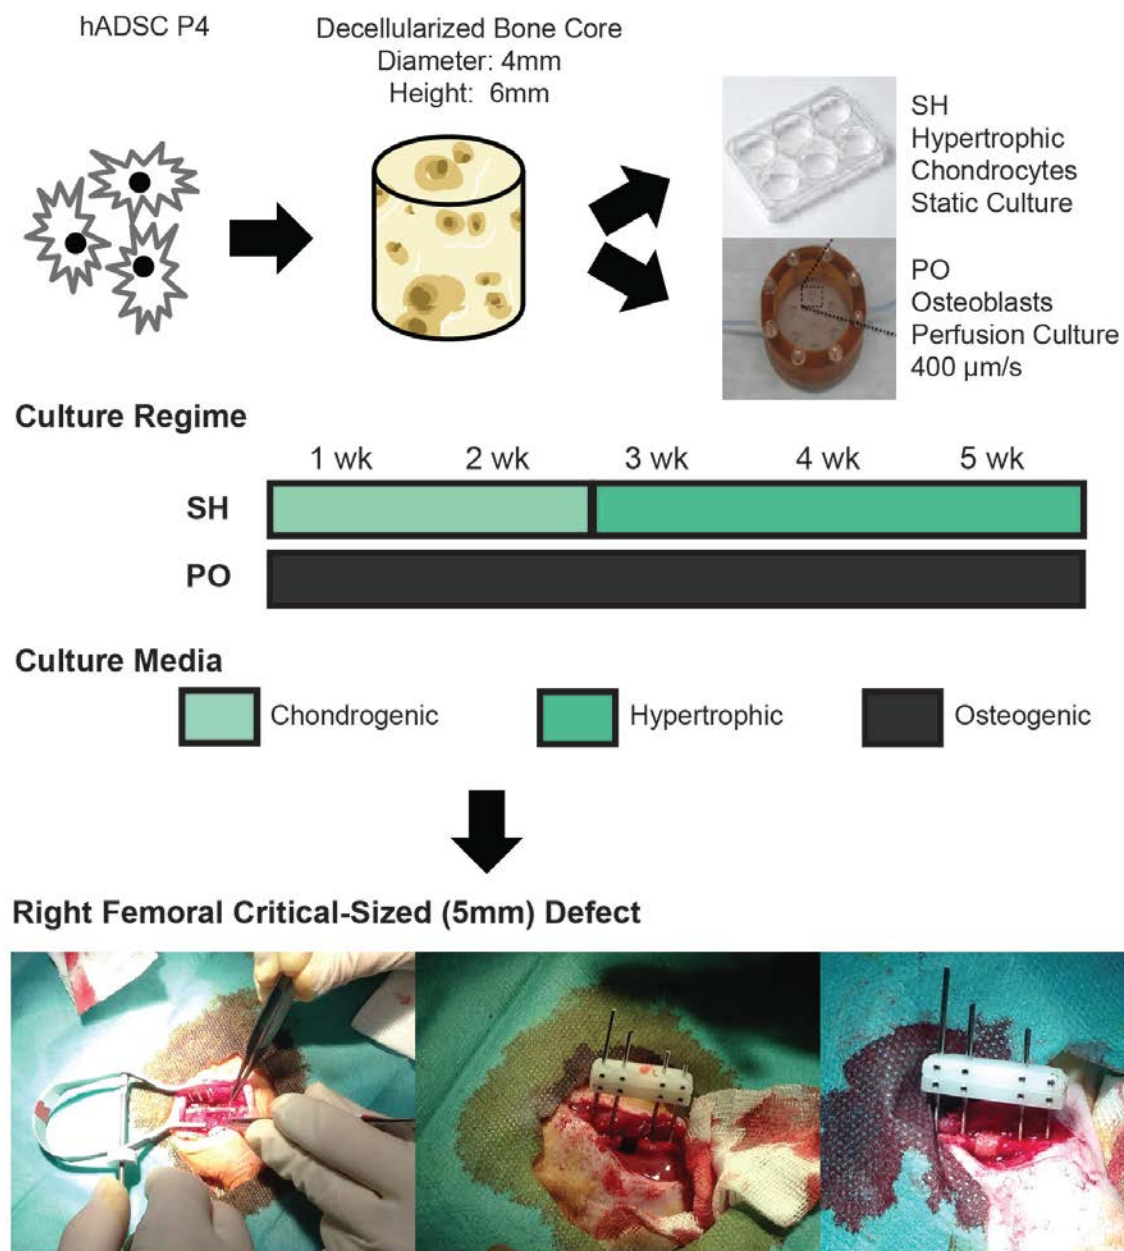 hADSC P4
Decellularized Bone Core
Diameter: 4mm
Height: 6mm
SH
Hypertrophic
Chondrocytes
Static Culture
PO
Osteoblasts
Perfusion Culture
400 µm/s
Culture Regime
1 wk 2 wk 3 wk 4 wk 5 wk
SH
PO
Culture Media
Chondrogenic Hypertrophic Osteogenic
Right Femoral Critical-Sized (5mm) Defect